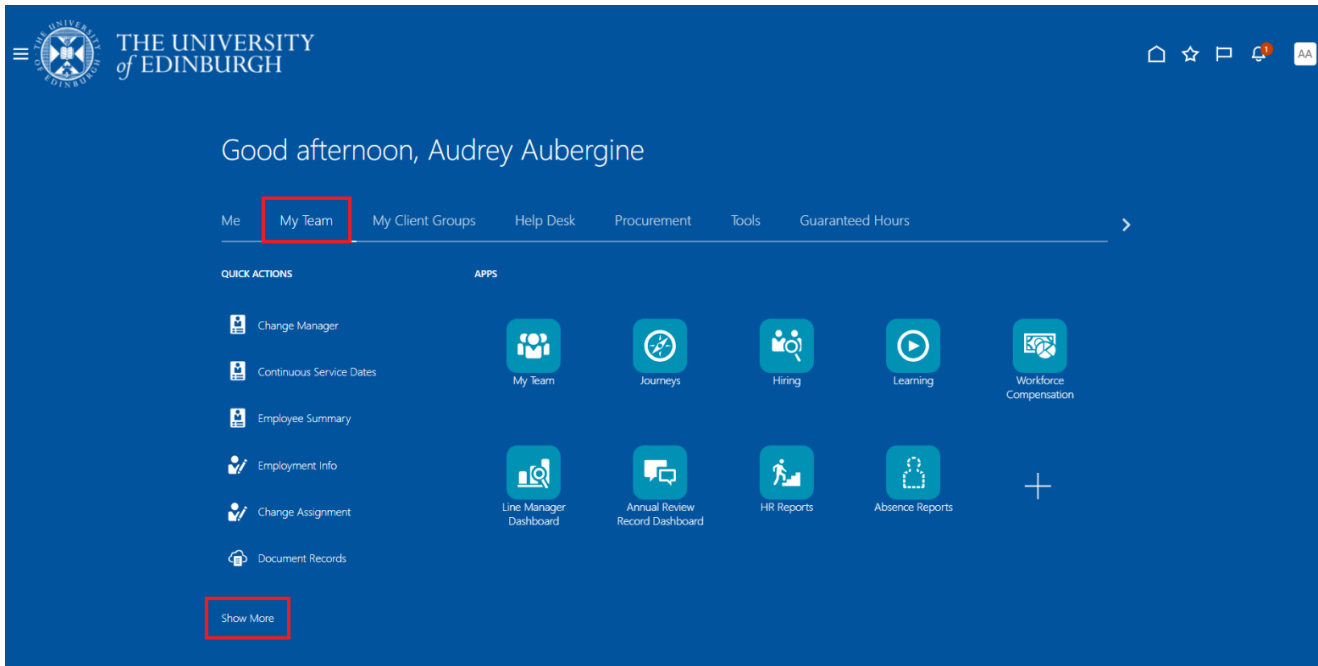 THE UNIVERSITY
of EDINBURGH
1
AA
Good afternoon, Audrey Aubergine
Me My Team My Client Groups Help Desk Procurement Tools Guaranteed Hours
QUICK ACTIONS
Change Manager
Continuous Service Dates
Employee Summary
Employment Info
Change Assignment
Document Records
Show More
APPS
My Team
Journeys
Hiring
Learning
Workforce
Compensation
Line Manager
Dashboard
Annual Review
Record Dashboard
HR Reports
Absence Reports